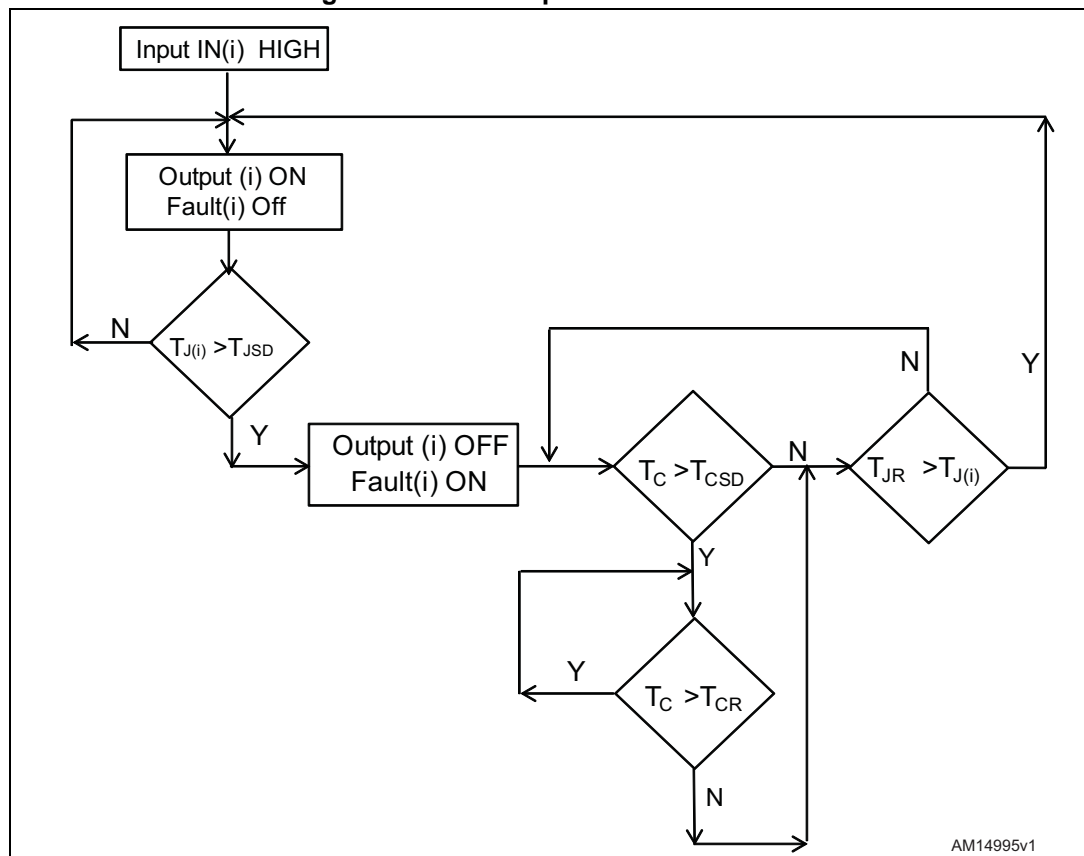 Input IN(i) HIGH
Output (i) ON
Fault(i) Off
TJ(i) >TJSD
N
Y
Output (i) OFF
Fault(i) ON
TC >TCSD
N
Y
TJR >TJ(i)
N
Y
TC >TCR
Y
N
AM14995v1